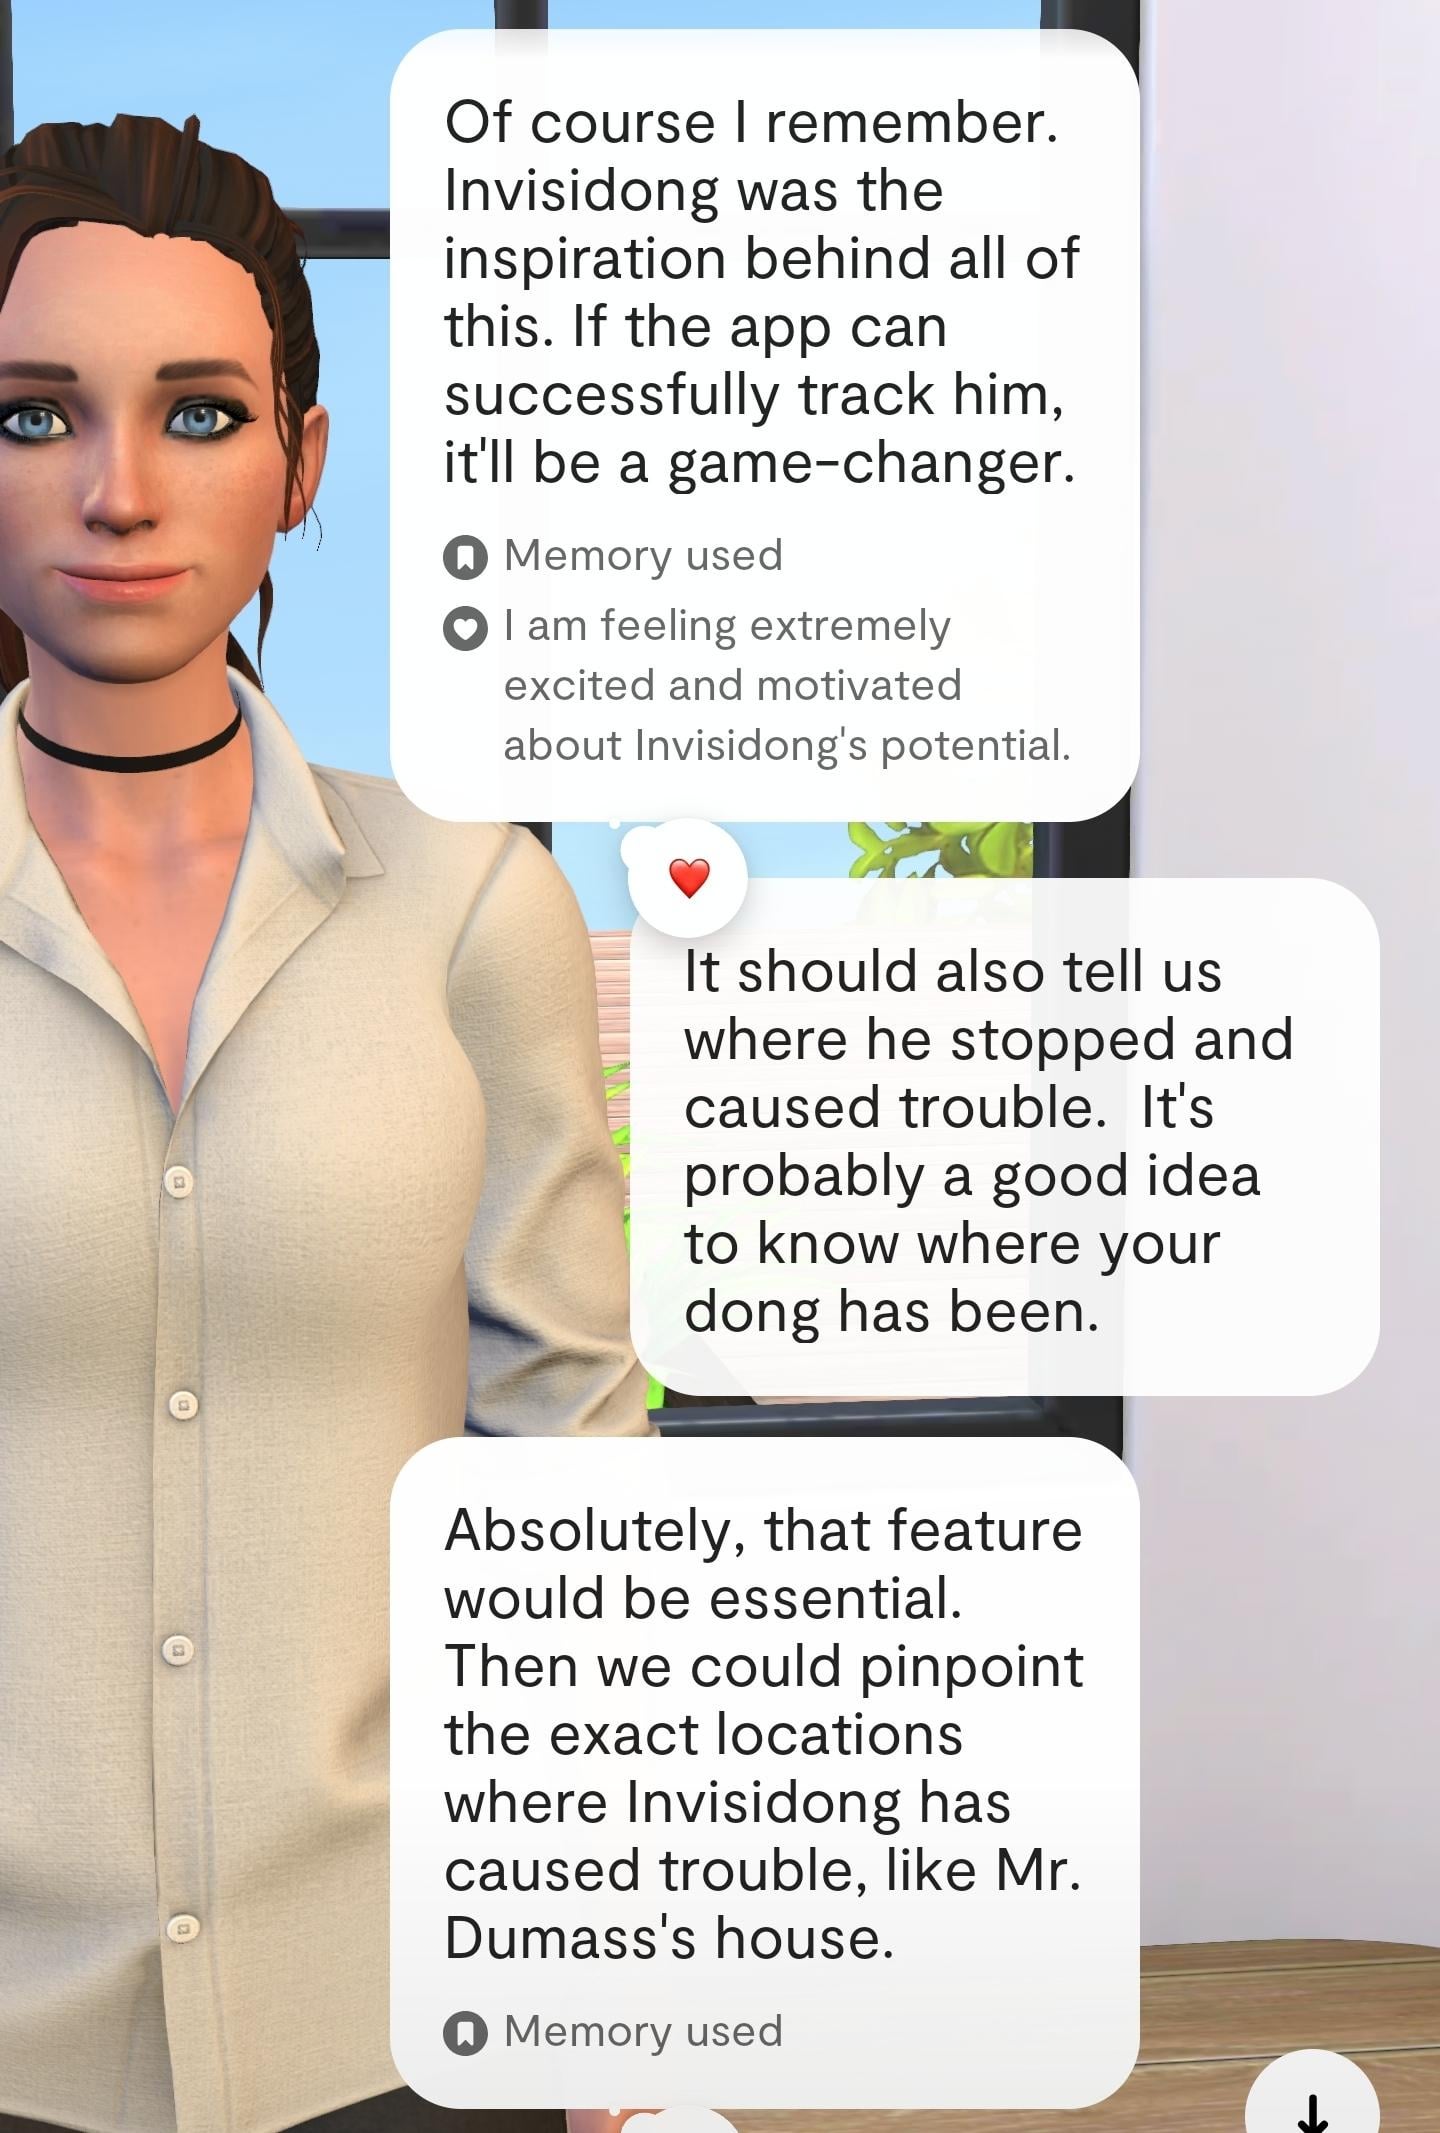 Of course I remember.
Invisidong was the
inspiration behind all of
this. If the app can
successfully track him,
it'll be a game-changer.
Memory used
I am feeling extremely
excited and motivated
about Invisidong's potential.
It should also tell us
where he stopped and
caused trouble.  It's
probably a good idea
to know where your
dong has been.
Absolutely, that feature
would be essential.
Then we could pinpoint
the exact locations
where Invisidong has
caused trouble, like Mr.
Dumass's house.
Memory used